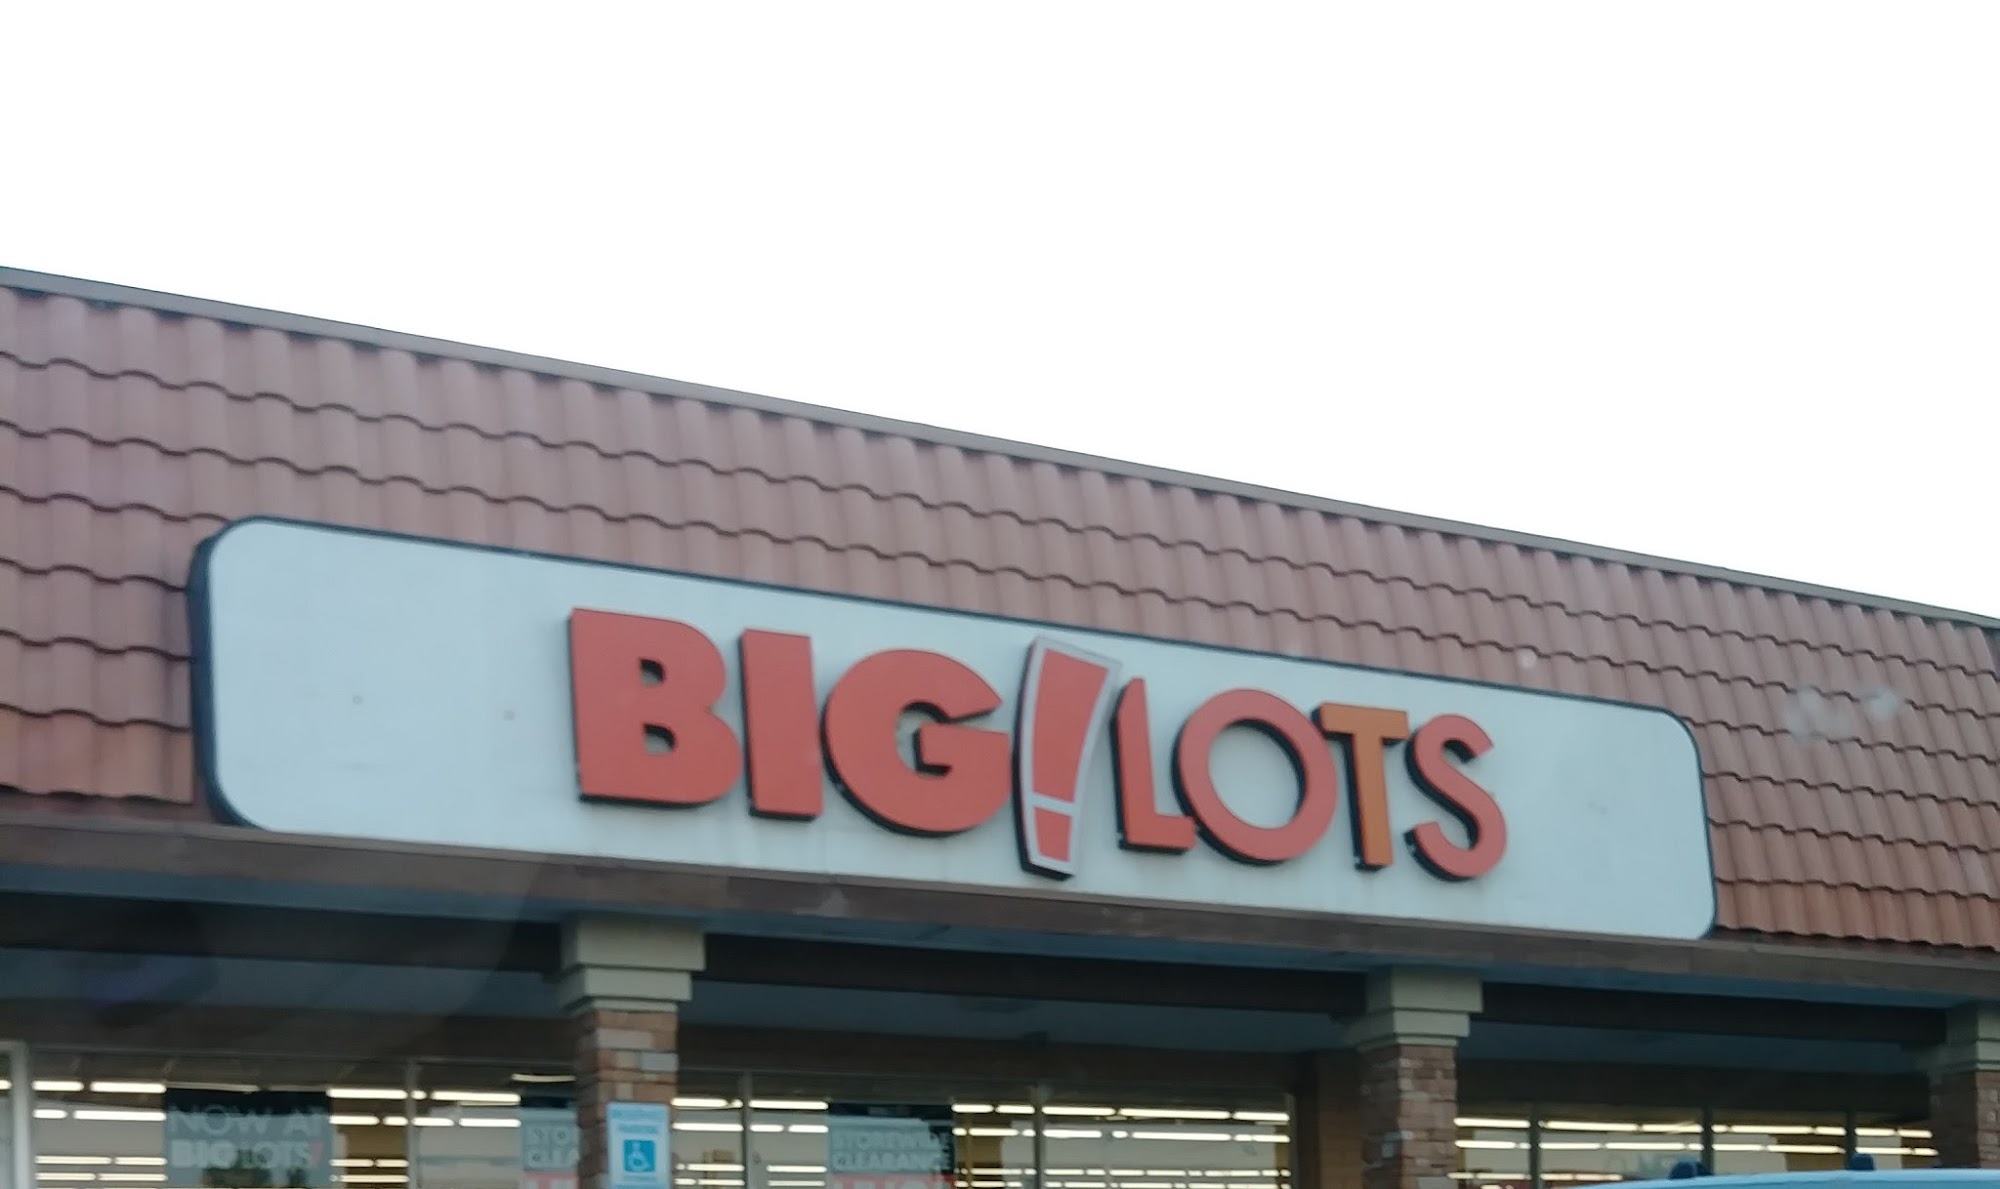 BIG!LOTS
NOW AT
BIG LOTS!
STOREWIDE
CLEARANCE